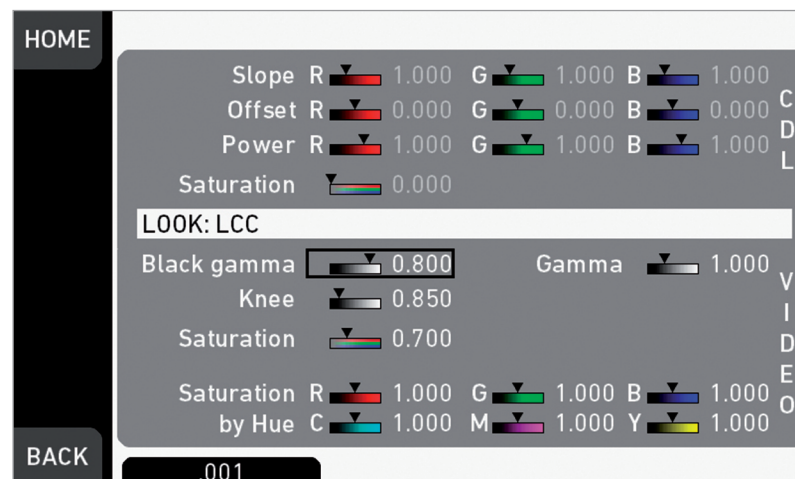 HOME
Slope R 1.000 G 1.000 B 1.000
Offset R 0.000 G 0.000 B 0.000
Power R 1.000 G 1.000 B 1.000
Saturation 0.000
CDL
LOOK: LCC
Black gamma 0.800 Gamma 1.000
Knee 0.850
Saturation 0.700
Saturation R 1.000 G 1.000 B 1.000
by Hue C 1.000 M 1.000 Y 1.000
VIDEO
BACK
.001